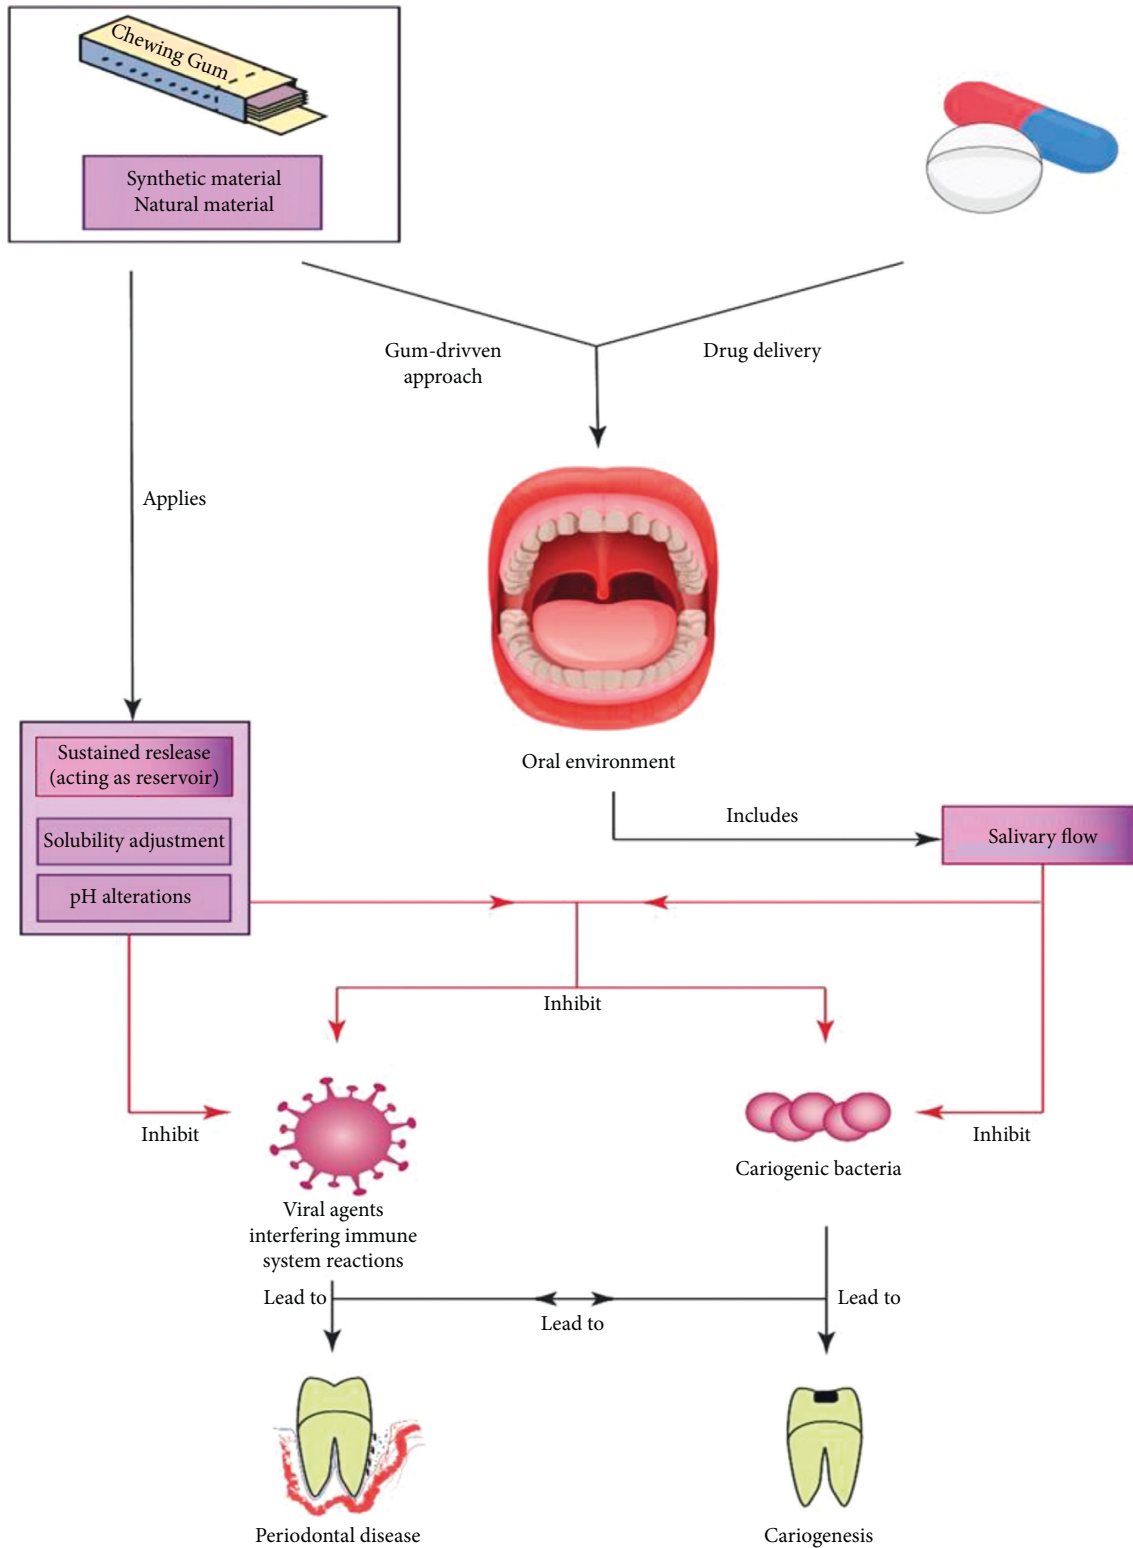 Chewing Gum
Synthetic material
Natural material
Gum-drivven
approach
Drug delivery
Applies
Oral environment
Sustained reslease
(acting as reservoir)
Solubility adjustment
pH alterations
Includes
Salivary flow
Inhibit
Inhibit
Inhibit
Cariogenic bacteria
Viral agents
interfering immune
system reactions
Lead to
Lead to
Lead to
Periodontal disease
Cariogenesis